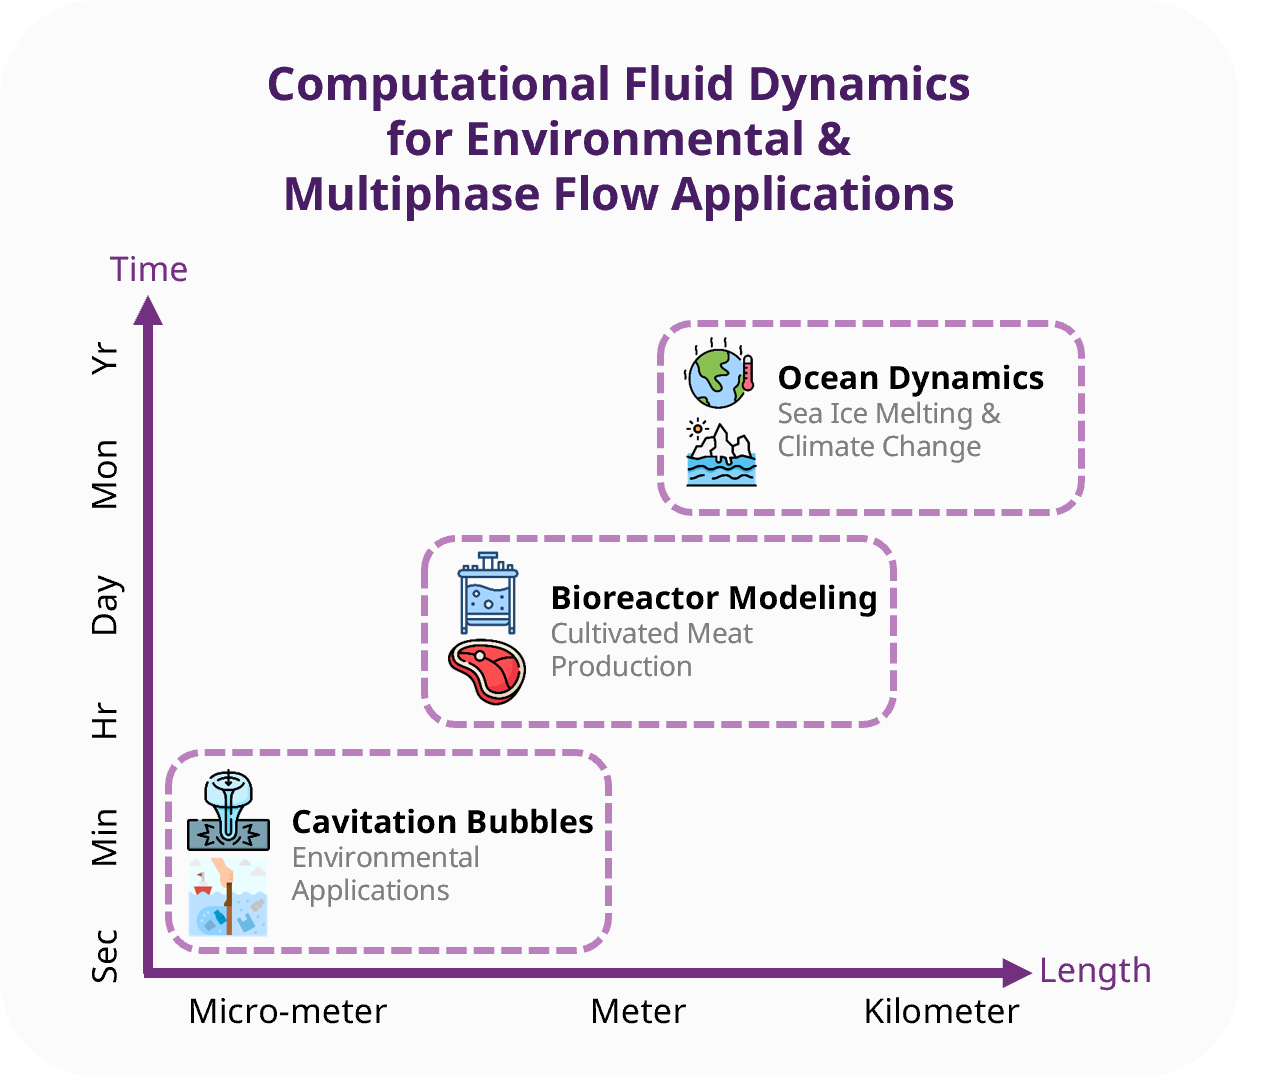 Computational Fluid Dynamics
for Environmental &
Multiphase Flow Applications
Time
Yr
Mon
Day
Hr
Min
Sec
Ocean Dynamics
Sea Ice Melting &
Climate Change
Bioreactor Modeling
Cultivated Meat
Production
Cavitation Bubbles
Environmental
Applications
Length
Micro-meter
Meter
Kilometer